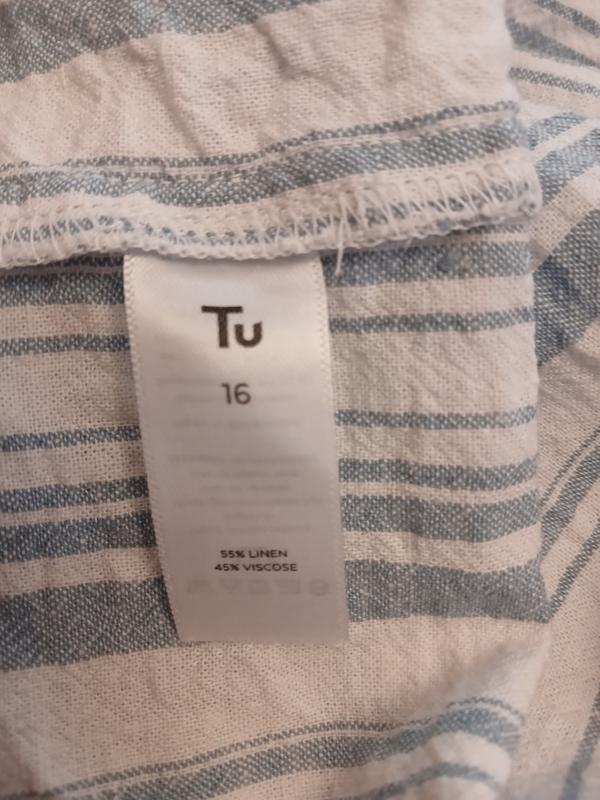 Tu
16
55% LINEN
45% VISCOSE